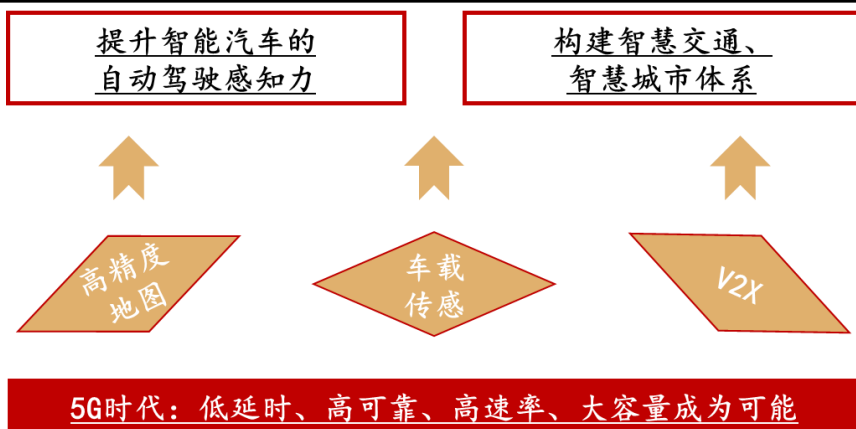 提升智能汽车的
自动驾驶感知力
构建智慧交通、
智慧城市体系
高精度
地图
车载
传感
V2X
5G时代：低延时、高可靠、高速率、大容量成为可能